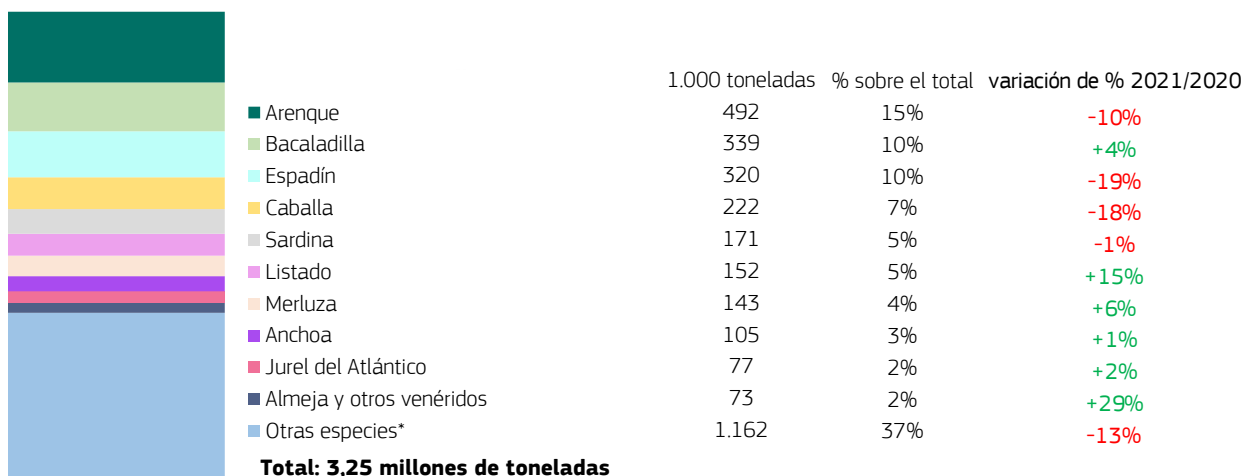 1.000 toneladas % sobre el total variación de % 2021/2020
Arenque 492 15% -10%
Bacaladilla 339 10% +4%
Espadín 320 10% -19%
Caballa 222 7% -18%
Sardina 171 5% -1%
Listado 152 5% +15%
Merluza 143 4% +6%
Anchoa 105 3% +1%
Jurel del Atlántico 77 2% +2%
Almeja y otros venéridos 73 2% +29%
Otras especies* 1.162 37% -13%
Total: 3,25 millones de toneladas